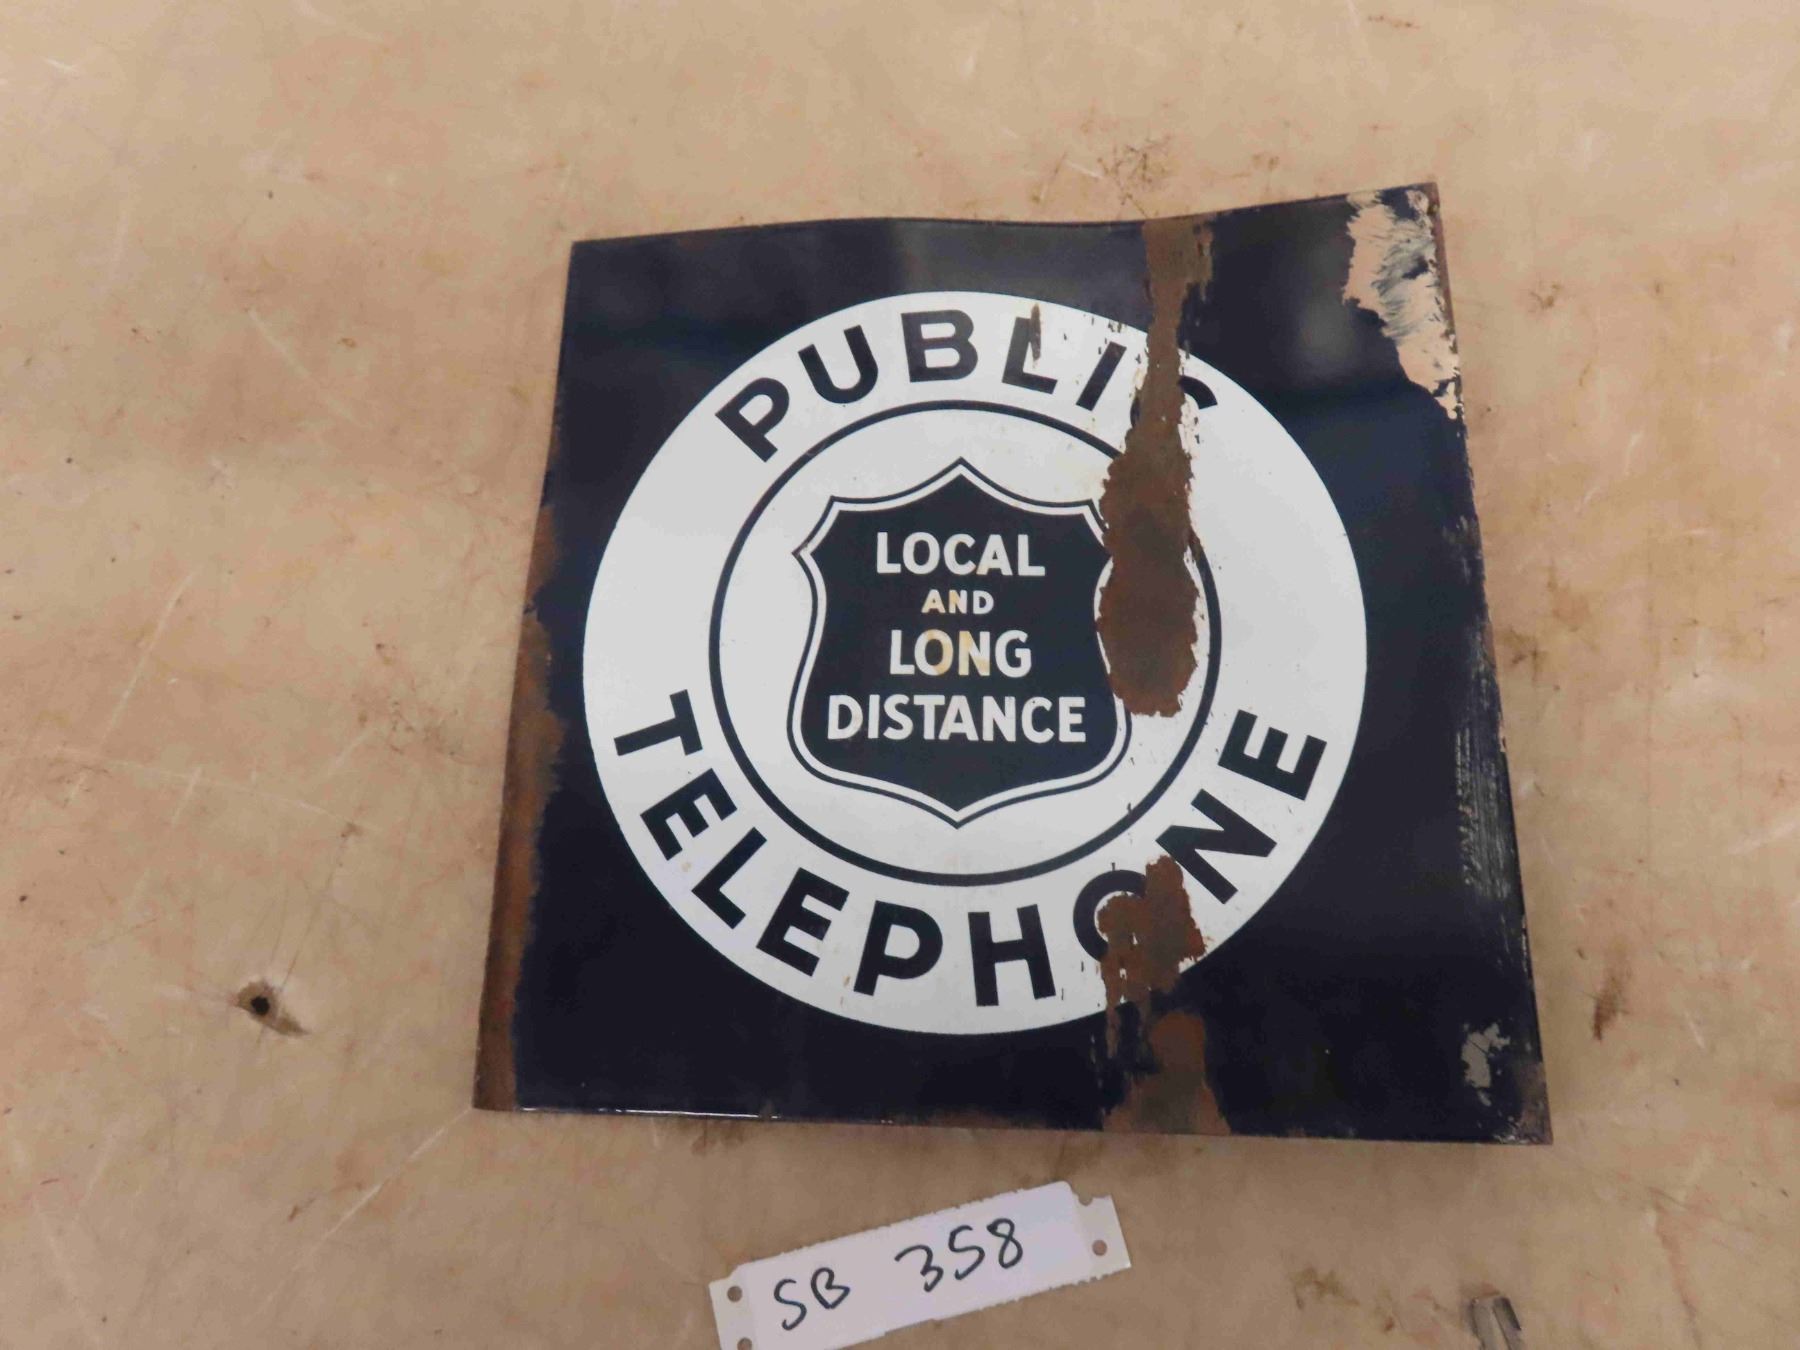 PUBLIC
LOCAL
AND
LONG
DISTANCE
TELEPHONE
SB 358